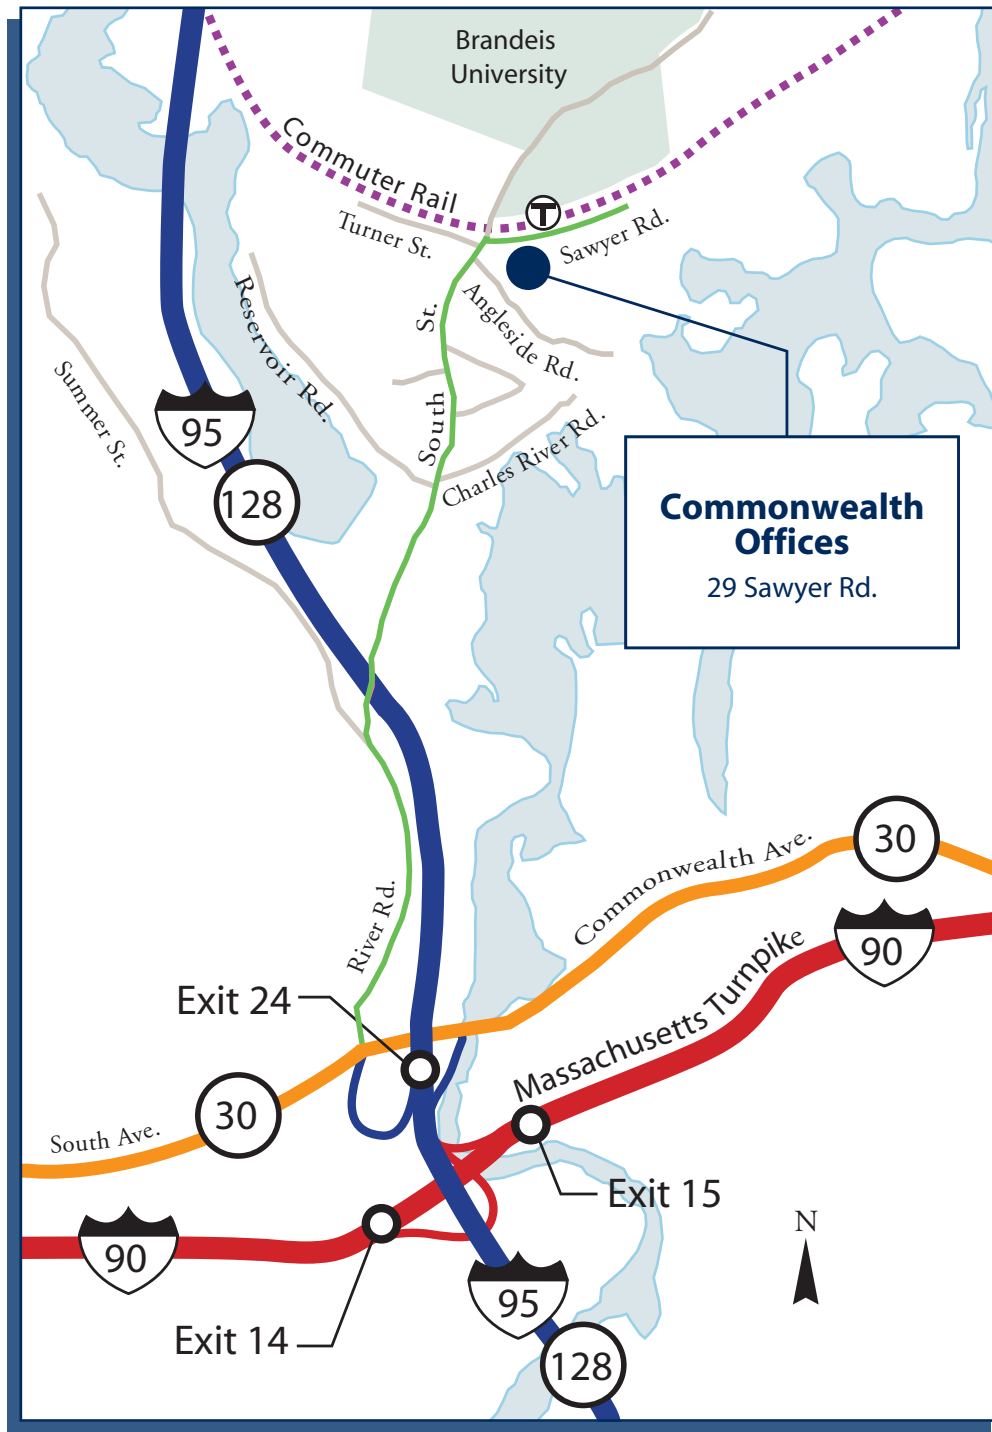 Brandeis
University
Commuter Rail
T
Turner St.
Sawyer Rd.
Reservoir Rd.
St.
Angleside Rd.
Summer St.
95
South
Charles River Rd.
128
Commonwealth
Offices
29 Sawyer Rd.
30
Commonwealth Ave.
River Rd.
90
Massachusetts Turnpike
Exit 24
30
South Ave.
Exit 15
N
90
95
Exit 14
128